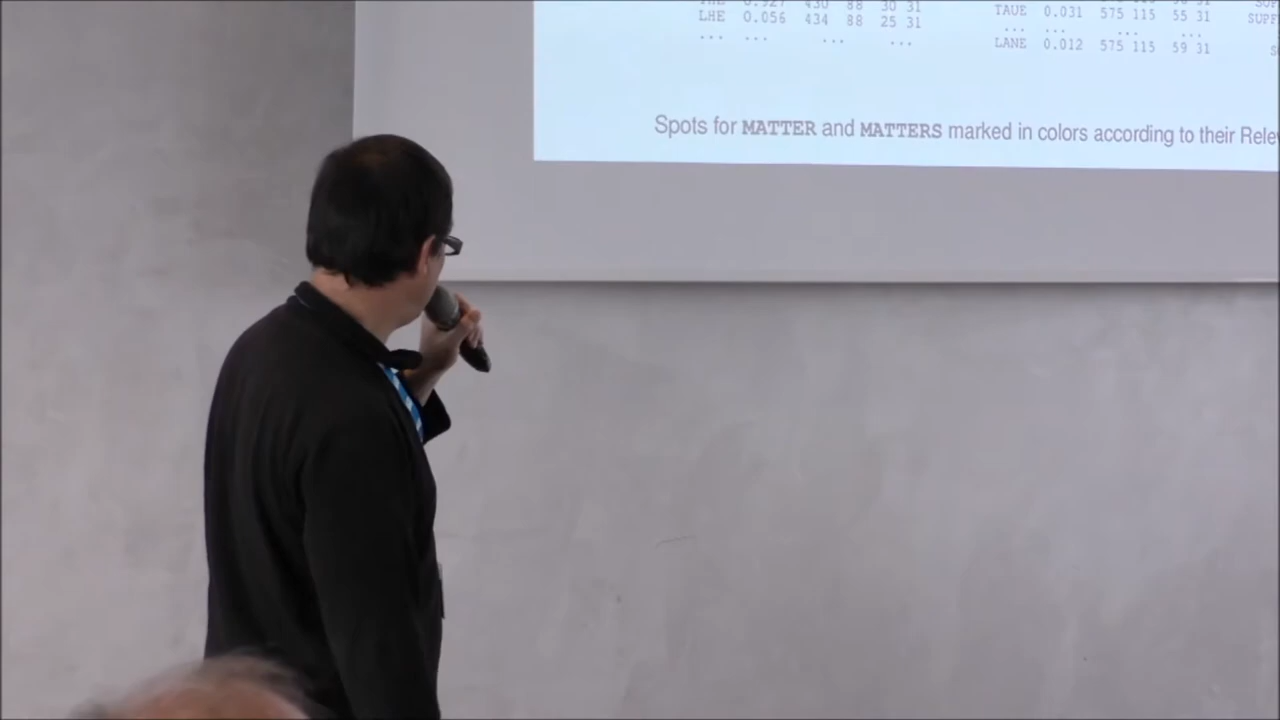 LHE 0.056 434 88 25 31
... ... ... ...
TAUE 0.031 575 115 55 31
... ... ... ...
LANE 0.012 575 115 59 31
Spots for MATTER and MATTERS marked in colors according to their